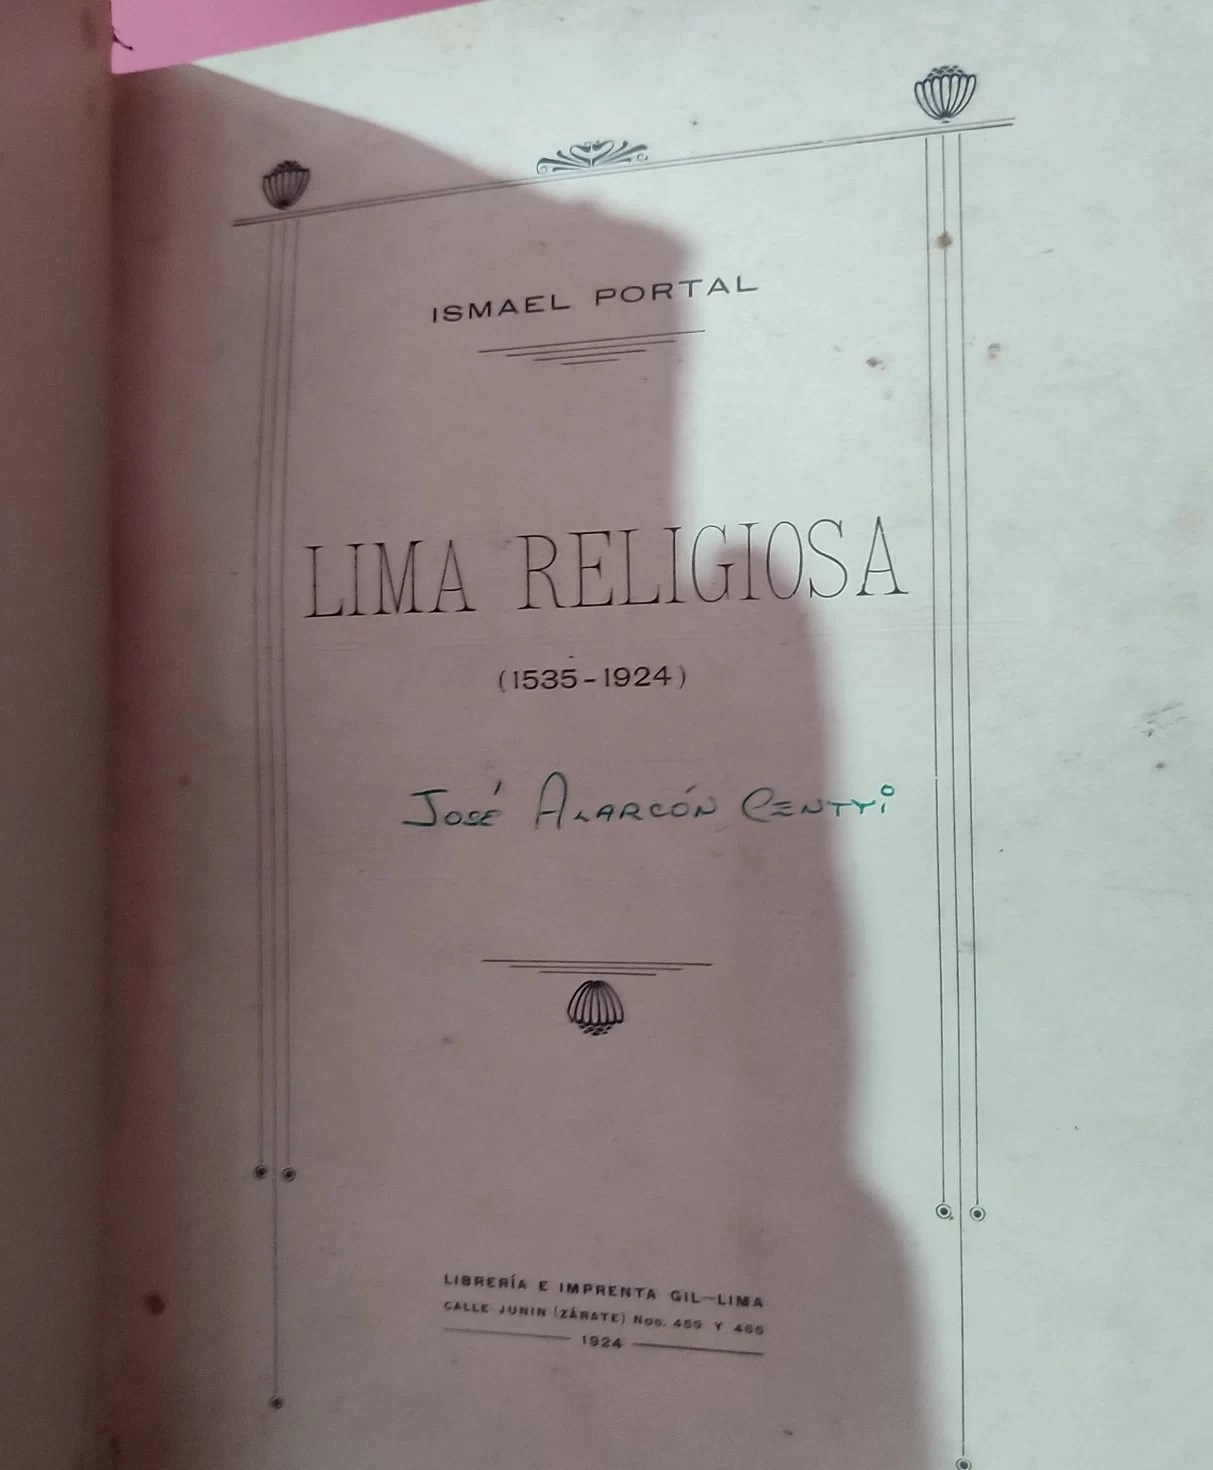 ISMAEL PORTAL
LIMA RELIGIOSA
(1535-1924)
José Alarcón Centyi
LIBRERÍA E IMPRENTA GIL—LIMA
CALLE JUNIN (ZÁRATE) Nos. 459 Y 465
1924